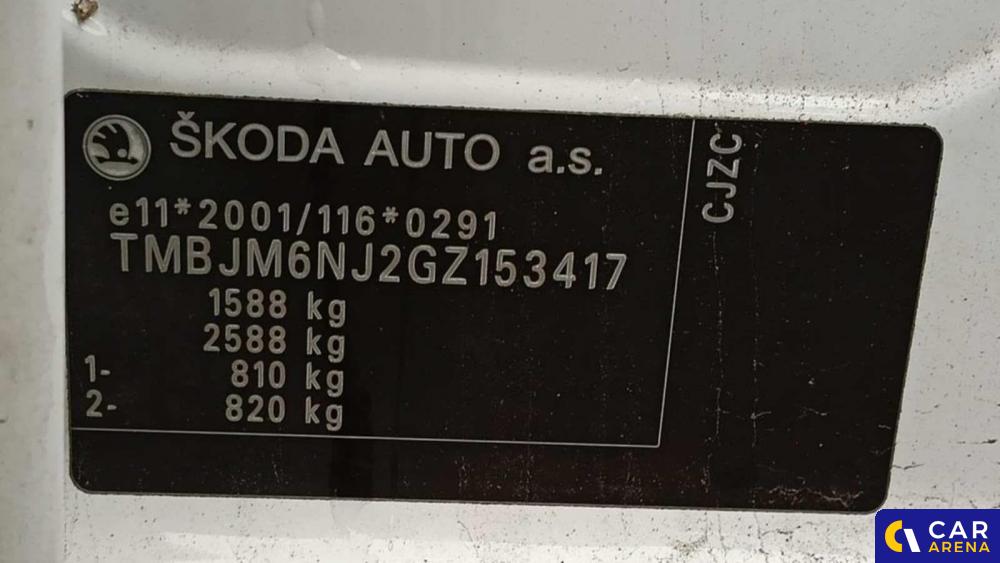 ŠKODA AUTO a.s.
e11*2001/116*0291
TMBJM6NJ2GZ153417
1588 kg
2588 kg
1- 810 kg
2- 820 kg
CJZC
CAR
ARENA